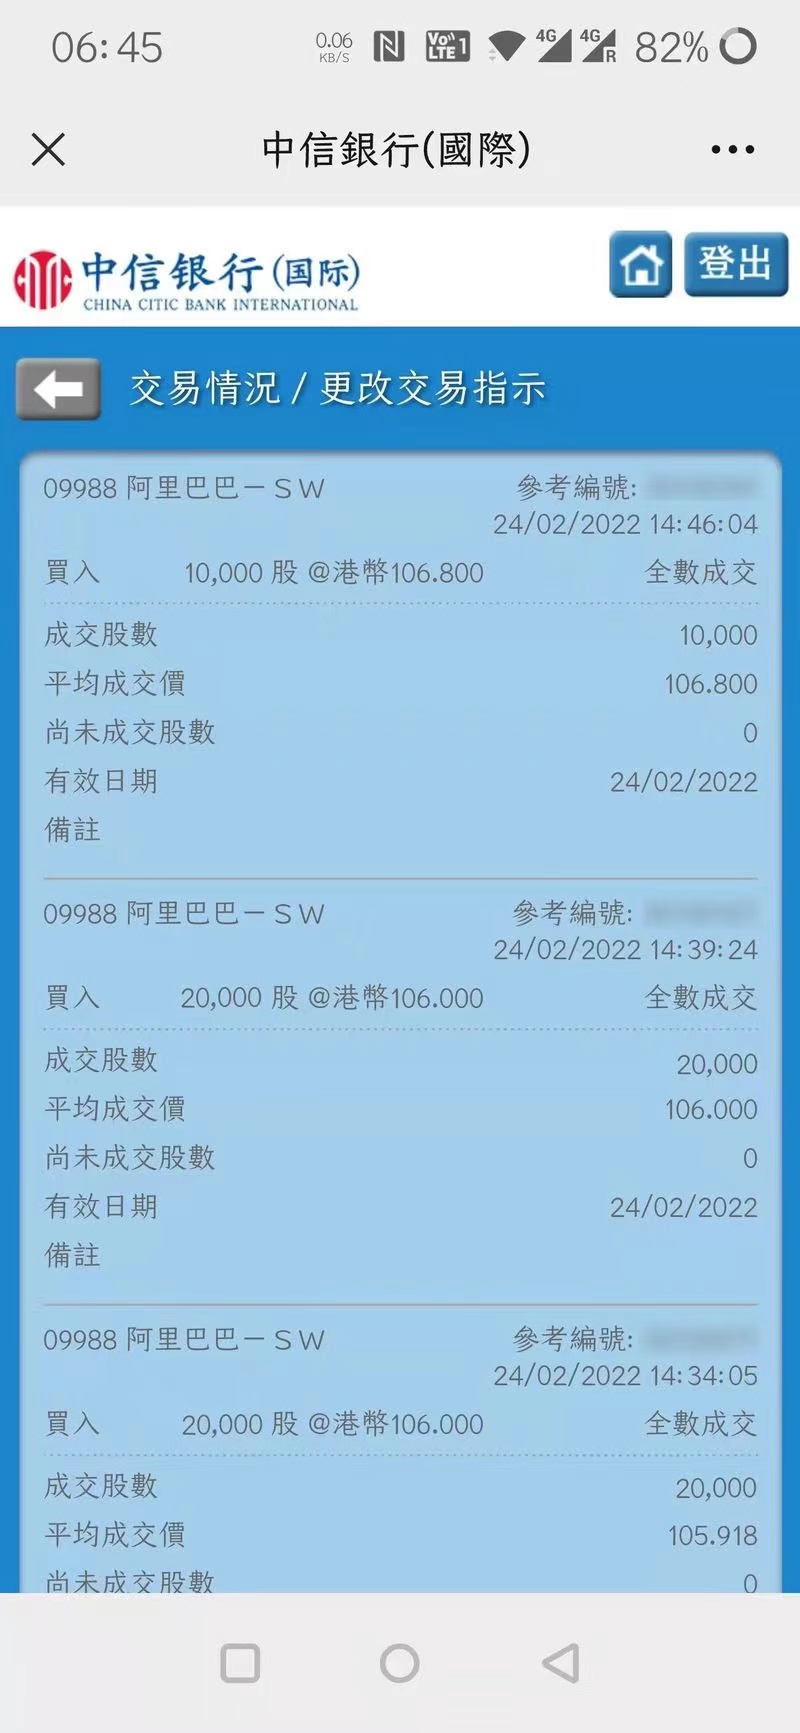 06:45 0.06 KB/S N VoLTE 1 4G 4G R 82%
中信銀行(國際)
CITIC 中信银行(国际) 登出
CHINA CITIC BANK INTERNATIONAL
交易情況 / 更改交易指示
09988 阿里巴巴－ＳＷ 參考編號:
24/02/2022 14:46:04
買入 10,000 股 @港幣106.800 全數成交
成交股數 10,000
平均成交價 106.800
尚未成交股數 0
有效日期 24/02/2022
備註
09988 阿里巴巴－ＳＷ 參考編號:
24/02/2022 14:39:24
買入 20,000 股 @港幣106.000 全數成交
成交股數 20,000
平均成交價 106.000
尚未成交股數 0
有效日期 24/02/2022
備註
09988 阿里巴巴－ＳＷ 參考編號:
24/02/2022 14:34:05
買入 20,000 股 @港幣106.000 全數成交
成交股數 20,000
平均成交價 105.918
尚未成交股數 0